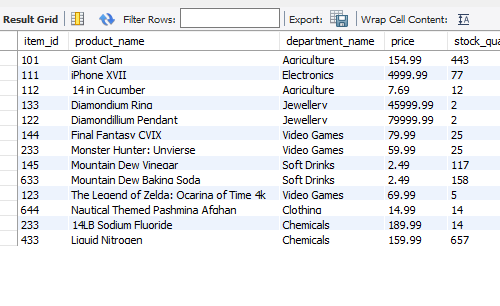 Result Grid Filter Rows: Export: Wrap Cell Content:
item_id product_name department_name price stock_qua
101 Giant Clam Agriculture 154.99 443
111 iPhone XVII Electronics 4999.99 77
112 14 in Cucumber Agriculture 7.69 12
133 Diamondium Ring Jewellery 45999.99 2
122 Diamondillium Pendant Jewellery 79999.99 2
144 Final Fantasy CVIX Video Games 79.99 25
233 Monster Hunter: Unvierse Video Games 59.99 25
145 Mountain Dew Vinegar Soft Drinks 2.49 117
633 Mountain Dew Baking Soda Soft Drinks 2.49 158
123 The Legend of Zelda: Ocarina of Time 4k Video Games 69.99 5
644 Nautical Themed Pashmina Afghan Clothing 14.99 14
233 14LB Sodium Fluoride Chemicals 189.99 14
433 Liquid Nitrogen Chemicals 159.99 657